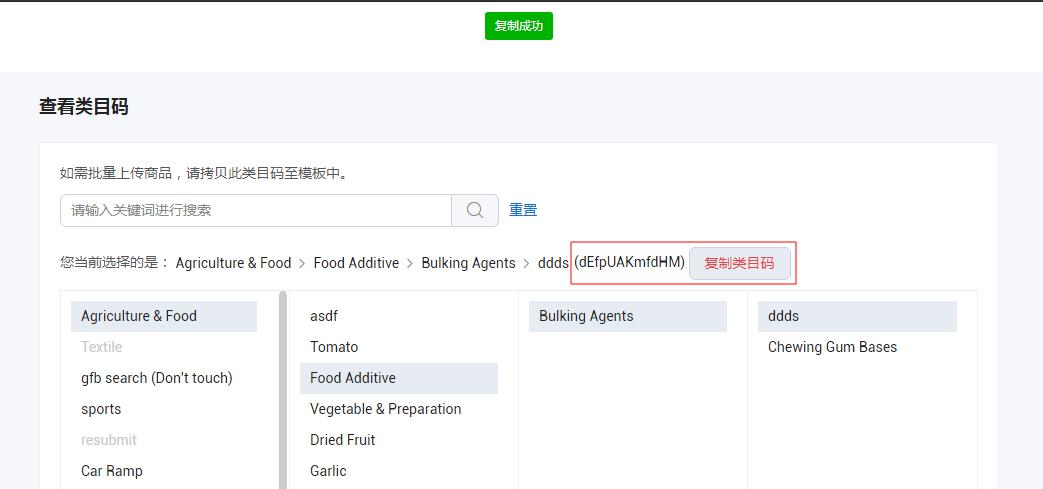 复制成功
查看类目码
如需批量上传商品，请拷贝此类目码至模板中。
请输入关键词进行搜索 重置
您当前选择的是： Agriculture & Food > Food Additive > Bulking Agents > ddds (dEfpUAKmfdHM) 复制类目码
Agriculture & Food asdf Bulking Agents ddds
Textile Tomato Chewing Gum Bases
gfb search (Don't touch) Food Additive
sports Vegetable & Preparation
resubmit Dried Fruit
Car Ramp Garlic